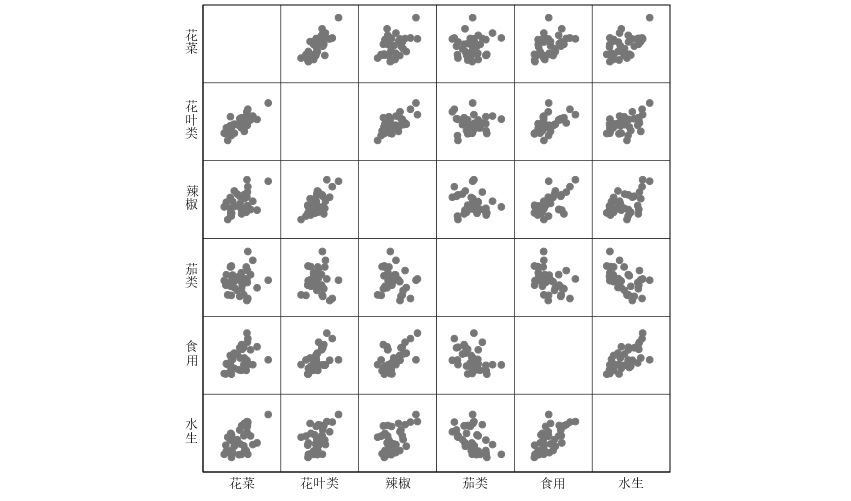 花菜
花叶类
辣椒
茄类
食用
水生
花菜 花叶类 辣椒 茄类 食用 水生